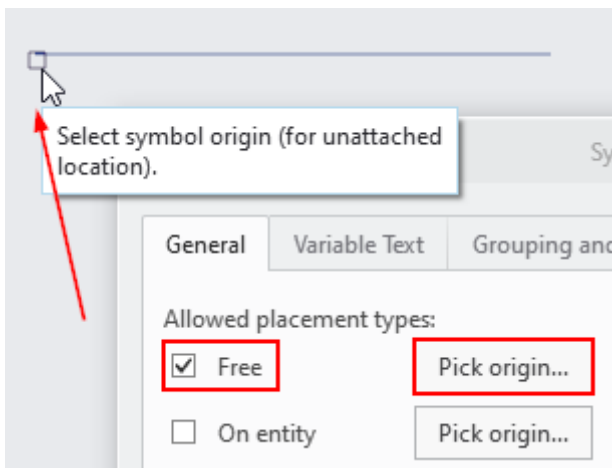 Select symbol origin (for unattached
location).
Sy
General Variable Text Grouping and
Allowed placement types:
Free Pick origin...
On entity Pick origin...